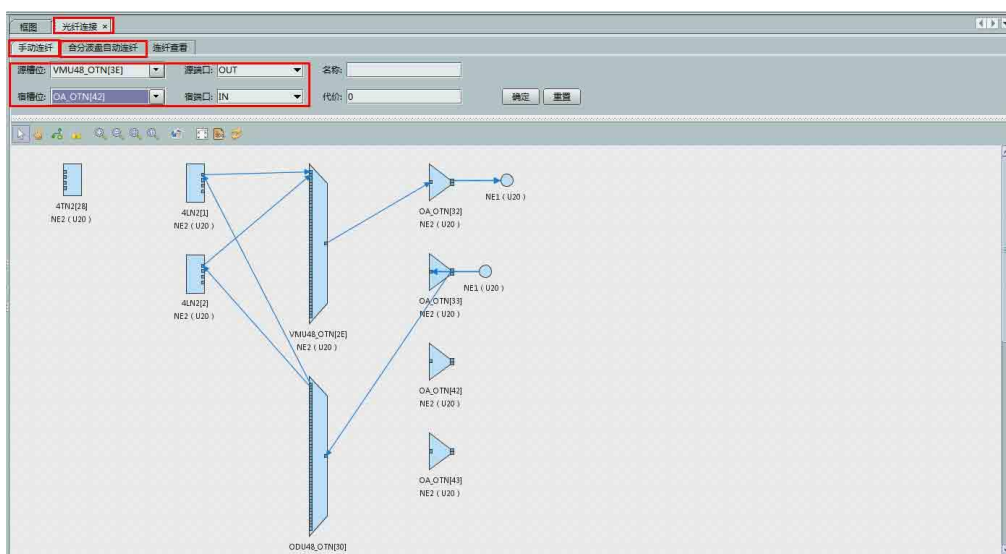 框图 光纤连接 ×
手动连纤 合分波盘自动连纤 连纤查看
源槽位: VMU48_OTN[3E] 源端口: OUT 名称:
宿槽位: OA_OTN[42] 宿端口: IN 代价: 0 确定 重置
4TN2[28]
NE2 ( U20 )
4LN2[1]
NE2 ( U20 )
4LN2[2]
NE2 ( U20 )
VMU48_OTN[2E]
NE2 ( U20 )
ODU48_OTN[30]
OA_OTN[32]
NE2 ( U20 )
NE1 ( U20 )
OA_OTN[33]
NE2 ( U20 )
NE1 ( U20 )
OA_OTN[42]
NE2 ( U20 )
OA_OTN[43]
NE2 ( U20 )